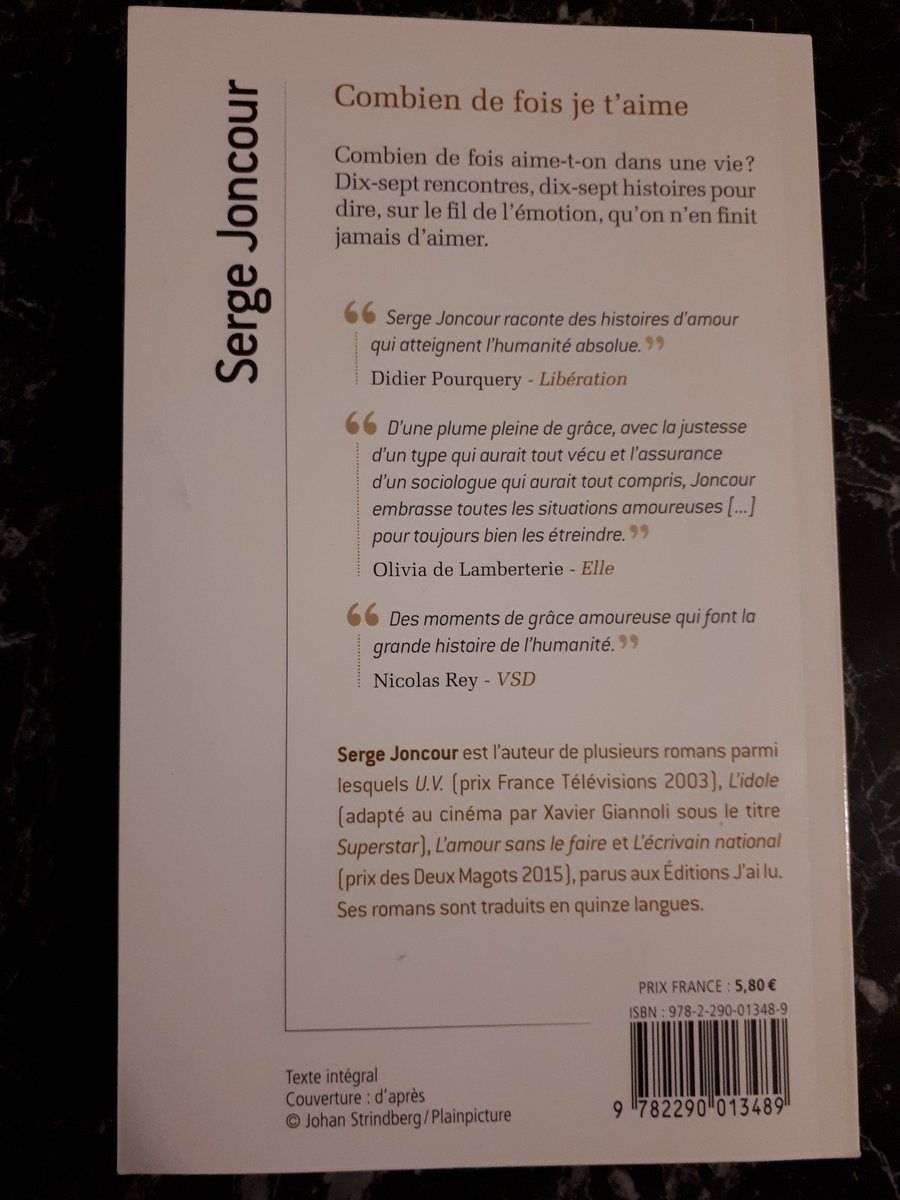 Serge Joncour
Combien de fois je t'aime
Combien de fois aime-t-on dans une vie ?
Dix-sept rencontres, dix-sept histoires pour
dire, sur le fil de l'émotion, qu'on n'en finit
jamais d'aimer.
“ Serge Joncour raconte des histoires d'amour
qui atteignent l'humanité absolue. ”
Didier Pourquery - Libération
“ D'une plume pleine de grâce, avec la justesse
d'un type qui aurait tout vécu et l'assurance
d'un sociologue qui aurait tout compris, Joncour
embrasse toutes les situations amoureuses [...]
pour toujours bien les étreindre. ”
Olivia de Lamberterie - Elle
“ Des moments de grâce amoureuse qui font la
grande histoire de l'humanité. ”
Nicolas Rey - VSD
Serge Joncour est l'auteur de plusieurs romans parmi
lesquels U.V. (prix France Télévisions 2003), L'idole
(adapté au cinéma par Xavier Giannoli sous le titre
Superstar), L'amour sans le faire et L'écrivain national
(prix des Deux Magots 2015), parus aux Éditions J'ai lu.
Ses romans sont traduits en quinze langues.
PRIX FRANCE : 5,80 €
ISBN : 978-2-290-01348-9
9 782290 013489
Texte intégral
Couverture : d'après
© Johan Strindberg / Plainpicture